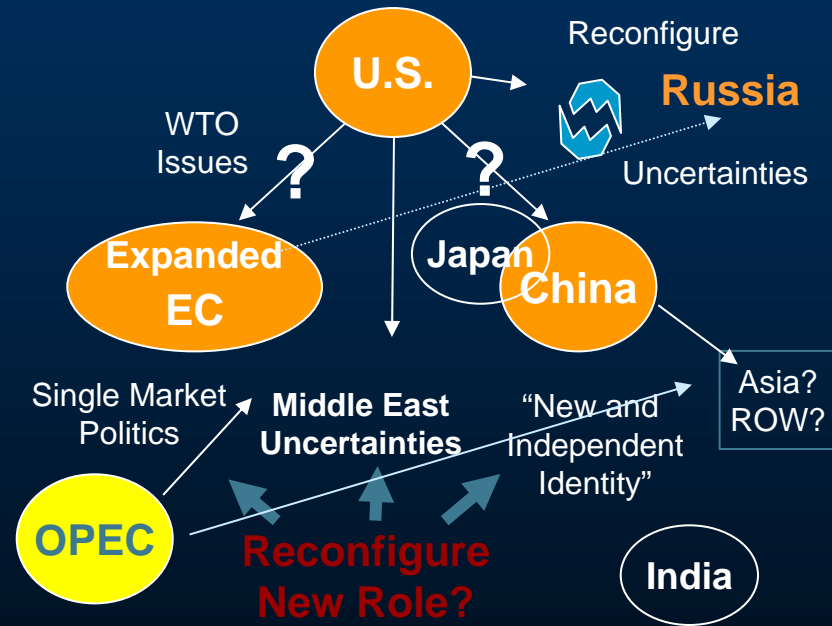 U.S.
Reconfigure
Russia
WTO
Issues
?
?
Uncertainties
Expanded
EC
Japan
China
Single Market
Politics
Middle East
Uncertainties
“New and
Independent
Identity”
Asia?
ROW?
OPEC
Reconfigure
New Role?
India